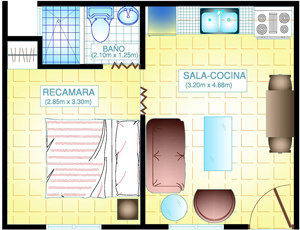 BAÑO
(2.10m x 1.25m)
SALA-COCINA
(3.20m x 4.68m)
RECAMARA
(2.85m x 3.30m)